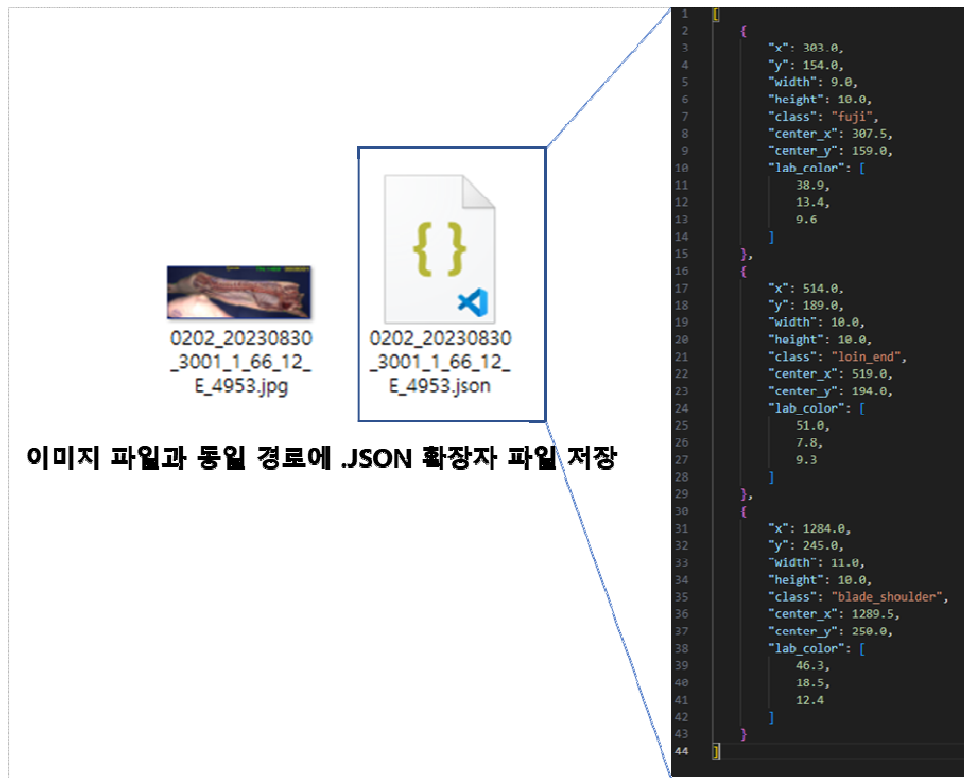 0202_20230830
_3001_1_66_12_
E_4953.jpg
0202_20230830
_3001_1_66_12_
E_4953.json
이미지 파일과 동일 경로에 .JSON 확장자 파일 저장
1 [
2 {
3 "x": 303.0,
4 "y": 154.0,
5 "width": 9.0,
6 "height": 10.0,
7 "class": "fuji",
8 "center_x": 307.5,
9 "center_y": 159.0,
10 "lab_color": [
11 38.9,
12 13.4,
13 9.6
14 ]
15 },
16 {
17 "x": 514.0,
18 "y": 189.0,
19 "width": 10.0,
20 "height": 10.0,
21 "class": "loin_end",
22 "center_x": 519.0,
23 "center_y": 194.0,
24 "lab_color": [
25 51.0,
26 7.8,
27 9.3
28 ]
29 },
30 {
31 "x": 1284.0,
32 "y": 245.0,
33 "width": 11.0,
34 "height": 10.0,
35 "class": "blade_shoulder",
36 "center_x": 1289.5,
37 "center_y": 250.0,
38 "lab_color": [
39 46.3,
40 18.5,
41 12.4
42 ]
43 }
44 ]